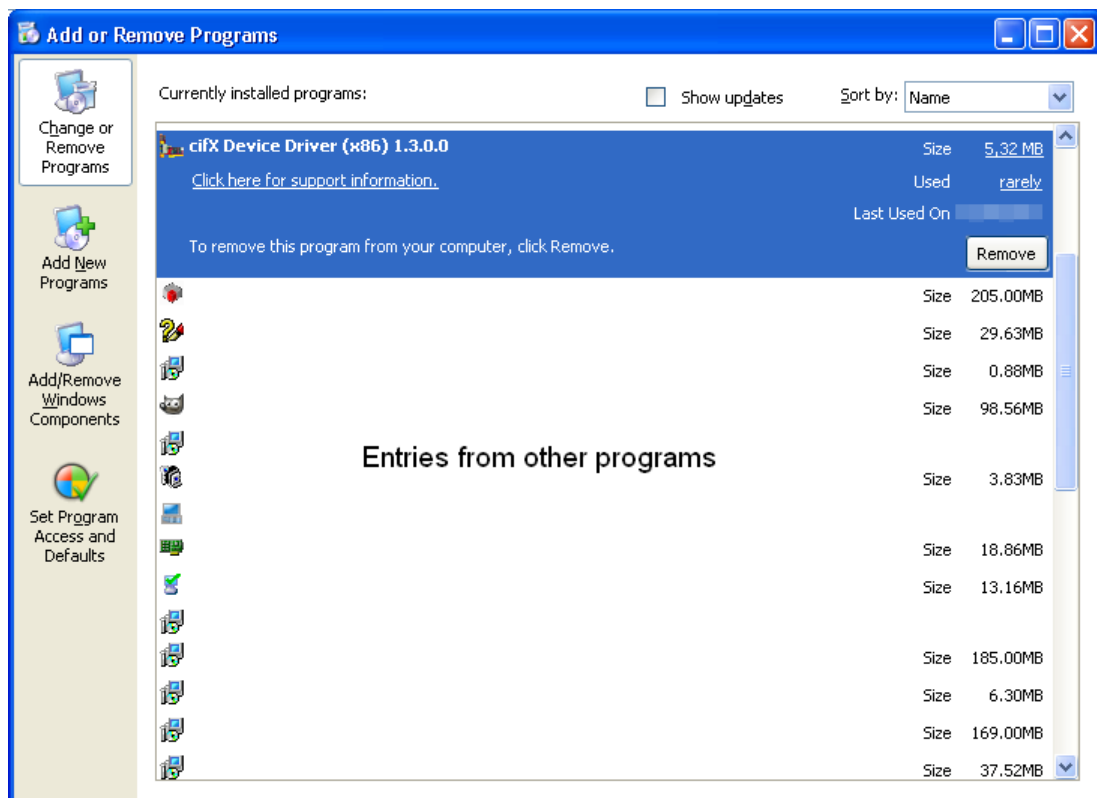 Add or Remove Programs
Change or
Remove
Programs
Add New
Programs
Add/Remove
Windows
Components
Set Program
Access and
Defaults
Currently installed programs:
Show updates
Sort by: Name
cifX Device Driver (x86) 1.3.0.0
Size 5,32 MB
Click here for support information.
Used rarely
Last Used On
To remove this program from your computer, click Remove.
Remove
Size 205.00MB
Size 29.63MB
Size 0.88MB
Size 98.56MB
Entries from other programs
Size 3.83MB
Size 18.86MB
Size 13.16MB
Size 185.00MB
Size 6.30MB
Size 169.00MB
Size 37.52MB